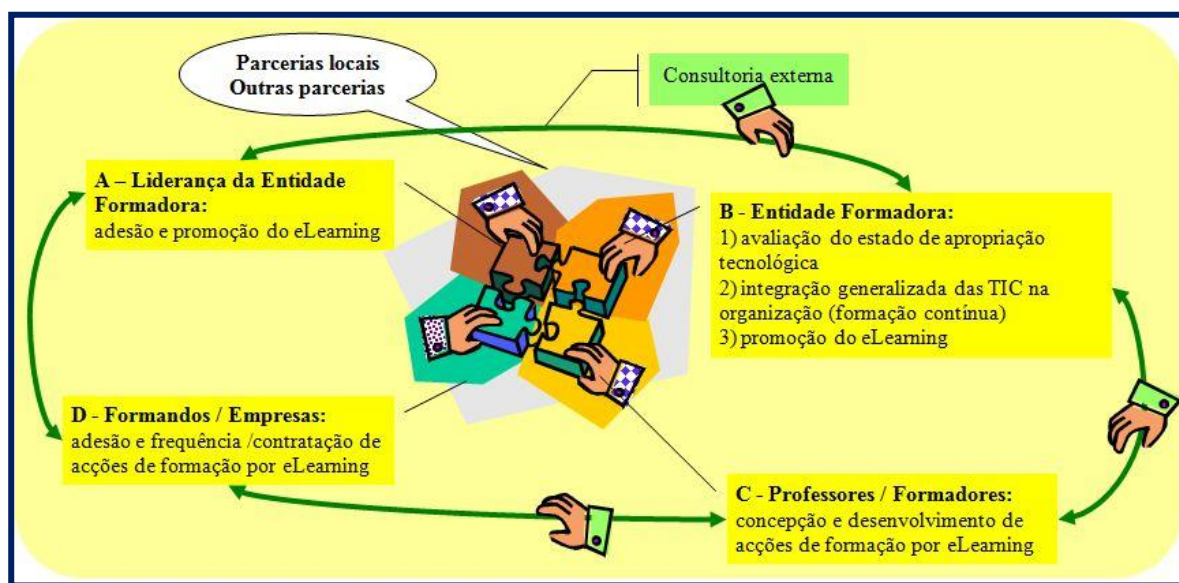 Parcerias locais
Outras parcerias
Consultoria externa
A – Liderança da Entidade
Formadora:
adesão e promoção do eLearning
B - Entidade Formadora:
1) avaliação do estado de apropriação
tecnológica
2) integração generalizada das TIC na
organização (formação contínua)
3) promoção do eLearning
D - Formandos / Empresas:
adesão e frequência /contratação de
acções de formação por eLearning
C - Professores / Formadores:
concepção e desenvolvimento de
acções de formação por eLearning